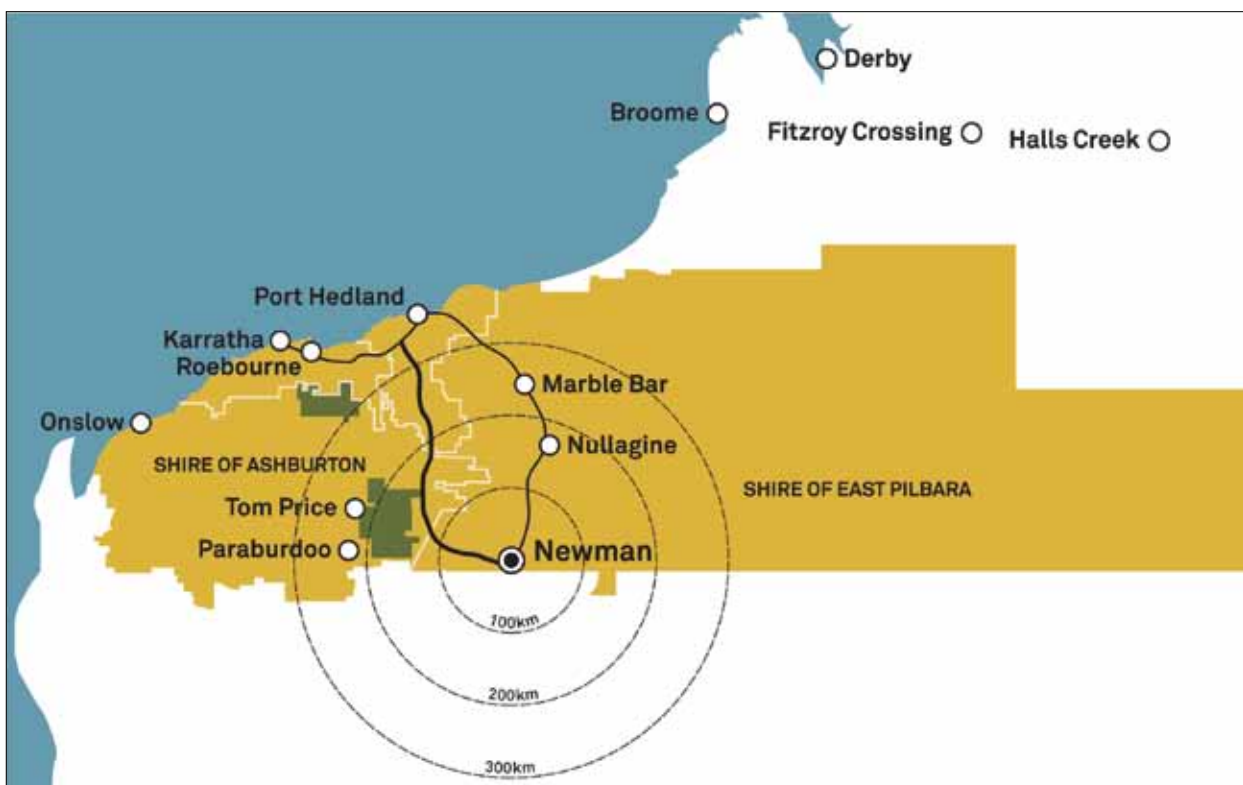 Derby
Broome
Fitzroy Crossing
Halls Creek
Port Hedland
Karratha
Roebourne
Marble Bar
Onslow
Nullagine
SHIRE OF ASHBURTON
SHIRE OF EAST PILBARA
Tom Price
Paraburdoo
Newman
100km
200km
300km